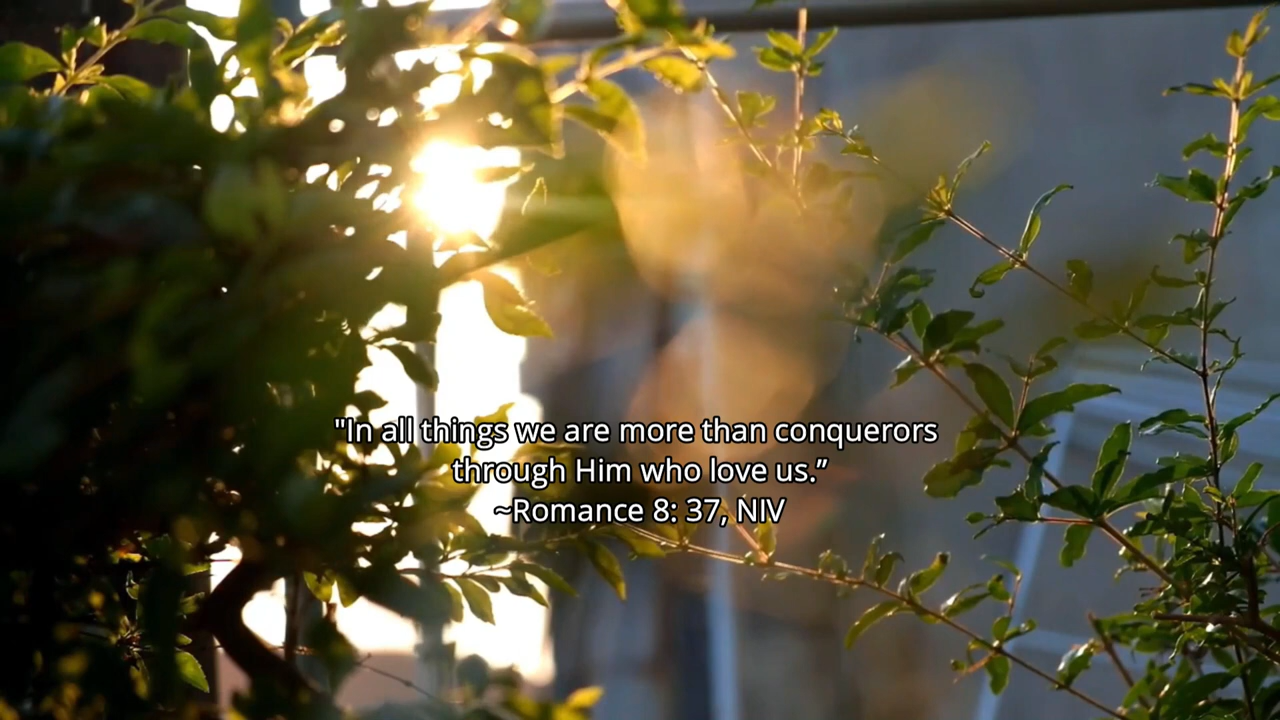 "In all things we are more than conquerors
through Him who love us.”
~Romance 8: 37, NIV